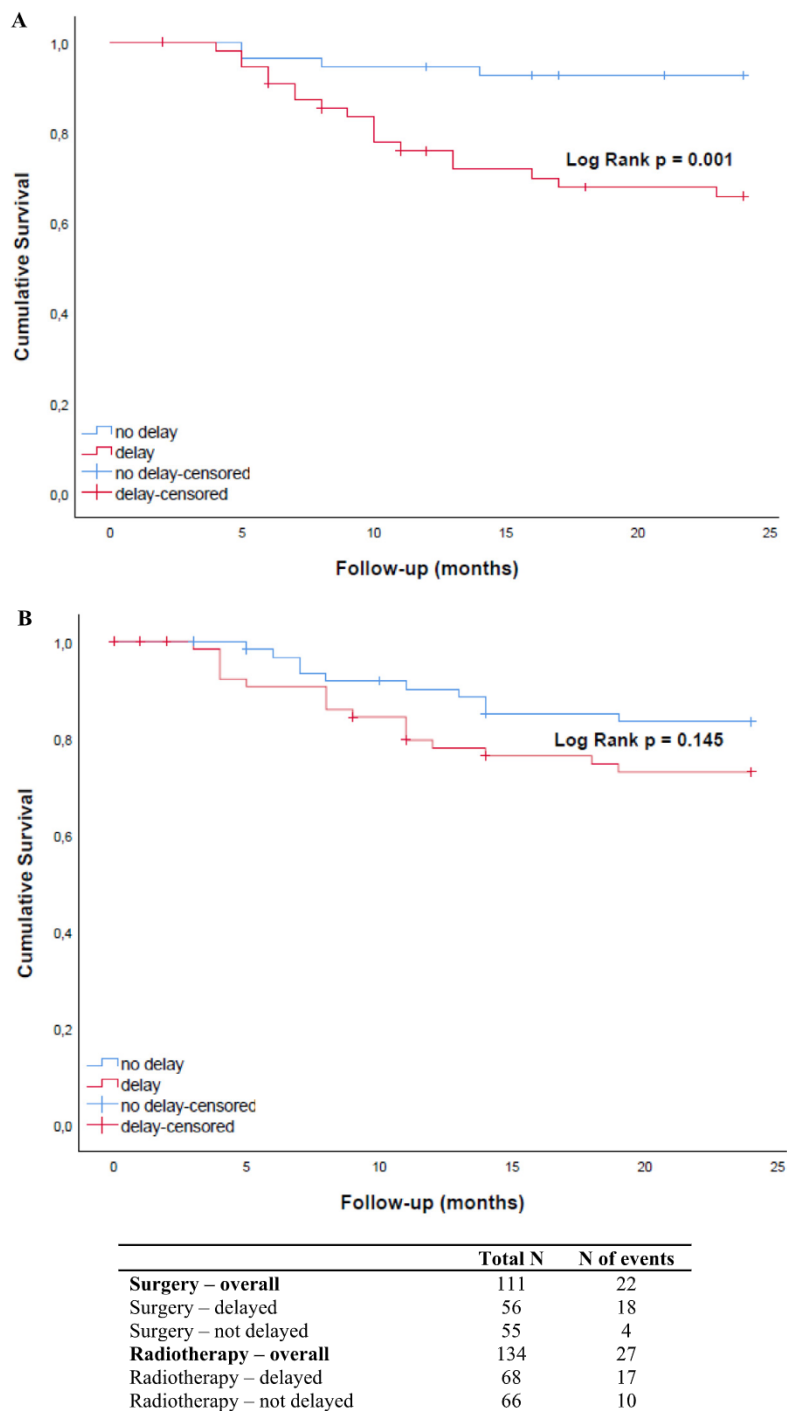 A
1,0
0,8
0,6
0,4
0,2
0,0
Cumulative Survival
Log Rank p = 0.001
no delay
delay
no delay-censored
delay-censored
0 5 10 15 20 25
Follow-up (months)
B
1,0
0,8
0,6
0,4
0,2
0,0
Cumulative Survival
Log Rank p = 0.145
no delay
delay
no delay-censored
delay-censored
0 5 10 15 20 25
Follow-up (months)
Total N N of events
Surgery – overall 111 22
Surgery – delayed 56 18
Surgery – not delayed 55 4
Radiotherapy – overall 134 27
Radiotherapy – delayed 68 17
Radiotherapy – not delayed 66 10